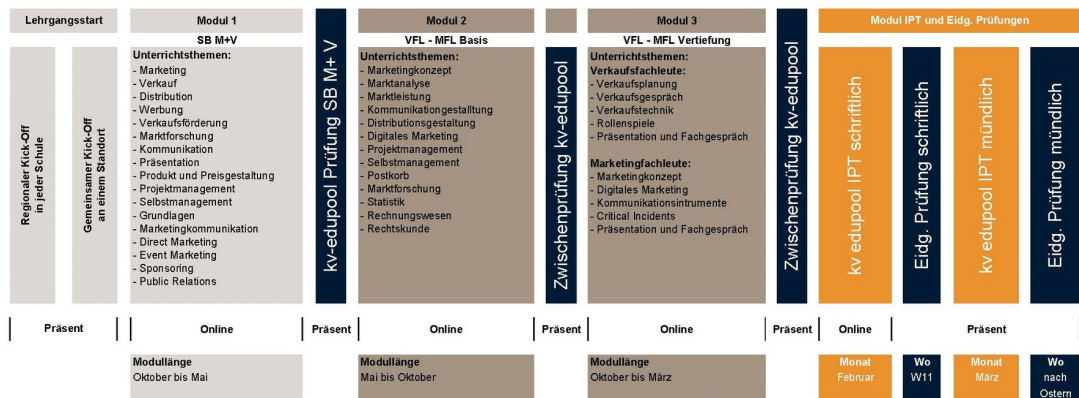 Lehrgangsstart
Regionaler Kick-Off
in jeder Schule
Gemeinsamer Kick-Off
an einem Standort
Modul 1
SB M+V
Unterrichtsthemen:
- Marketing
- Verkauf
- Distribution
- Werbung
- Verkaufsförderung
- Marktforschung
- Kommunikation
- Präsentation
- Produkt und Preisgestaltung
- Projektmanagement
- Selbstmanagement
- Grundlagen
- Marketingkommunikation
- Direct Marketing
- Event Marketing
- Sponsoring
- Public Relations
kv-edupool Prüfung SB M+ V
Modul 2
VFL - MFL Basis
Unterrichtsthemen:
- Marketingkonzept
- Marktanalyse
- Marktleistung
- Kommunikationgestalltung
- Distributionsgestaltung
- Digitales Marketing
- Projektmanagement
- Selbstmanagement
- Postkorb
- Marktforschung
- Statistik
- Rechnungswesen
- Rechtskunde
Zwischenprüfung kv-edupool
Modul 3
VFL - MFL Vertiefung
Unterrichtsthemen:
Verkaufsfachleute:
- Verkaufsplanung
- Verkaufsgespräch
- Verkaufstechnik
- Rollenspiele
- Präsentation und Fachgespräch
Marketingfachleute:
- Marketingkonzept
- Digitales Marketing
- Kommunikationsintrumente
- Critical Incidents
- Präsentation und Fachgespräch
Zwischenprüfung kv-edupool
Modul IPT und Eidg. Prüfungen
kv edupool IPT schriftlich
Eidg. Prüfung schriftlich
kv edupool IPT mündlich
Eidg. Prüfung mündlich
Präsent
Online
Präsent
Online
Präsent
Online
Präsent
Online
Präsent
Modullänge
Oktober bis Mai
Modullänge
Mai bis Oktober
Modullänge
Oktober bis März
Monat
Februar
Wo
W11
Monat
März
Wo
nach
Ostern